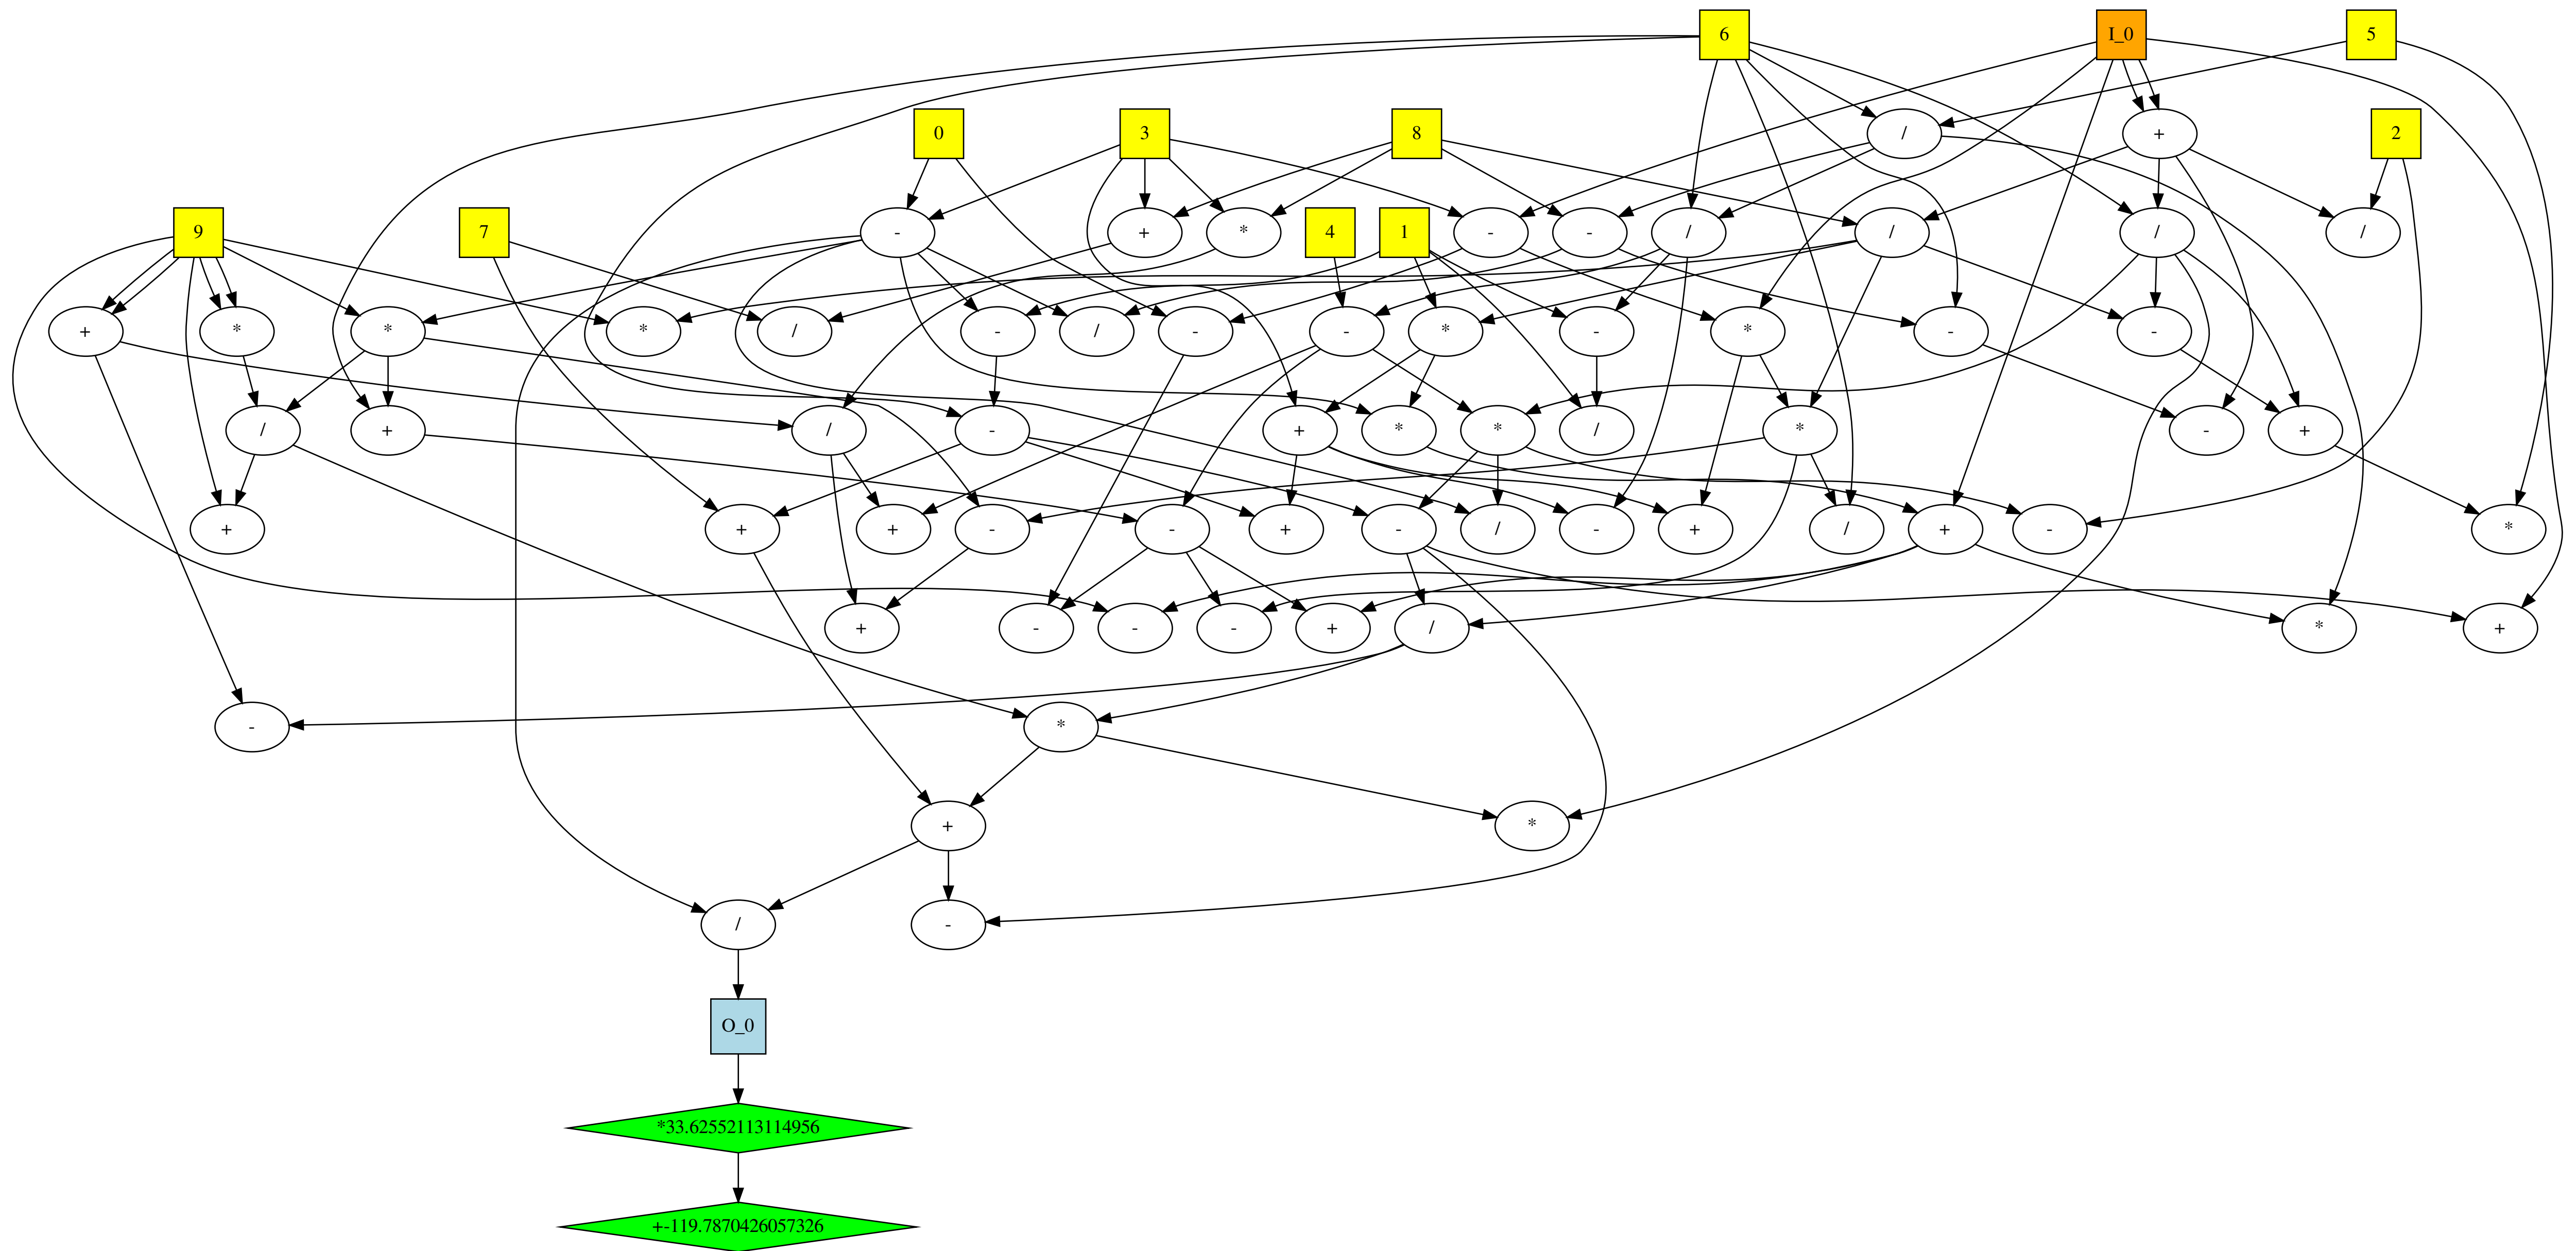 6 I_0 5
0 3 8 / + 2
9 7 - + * 4 1 - - / / / /
+ * * * / - / - - * - * - -
/ + / - + * * / * - +
+ + + - - + - / - + / + - *
+ - - - + / * +
- *
+ *
/ -
O_0
*33.62552113114956
+-119.7870426057326